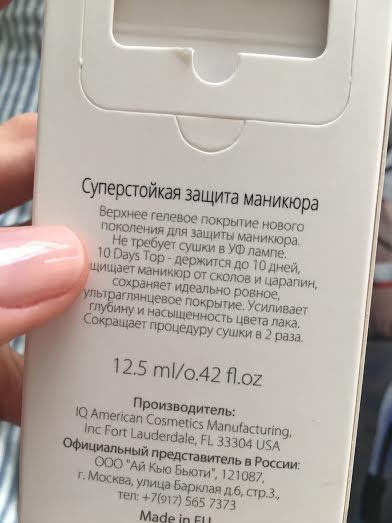 Суперстойкая защита маникюра
Верхнее гелевое покрытие нового
поколения для защиты маникюра.
Не требует сушки в УФ лампе.
10 Days Top - держится до 10 дней,
ащищает маникюр от сколов и царапин,
сохраняет идеально ровное,
ультраглянцевое покрытие. Усиливает
глубину и насыщенность цвета лака.
Сокращает процедуру сушки в 2 раза.
12.5 ml/0.42 fl.oz
Производитель:
IQ American Cosmetics Manufacturing,
Inc Fort Lauderdale, FL 33304 USA
Официальный представитель в России:
ООО "Ай Кью Бьюти", 121087,
г. Москва, улица Барклая д.6, стр.3.,
тел: +7(917) 565 7373
Made in EU